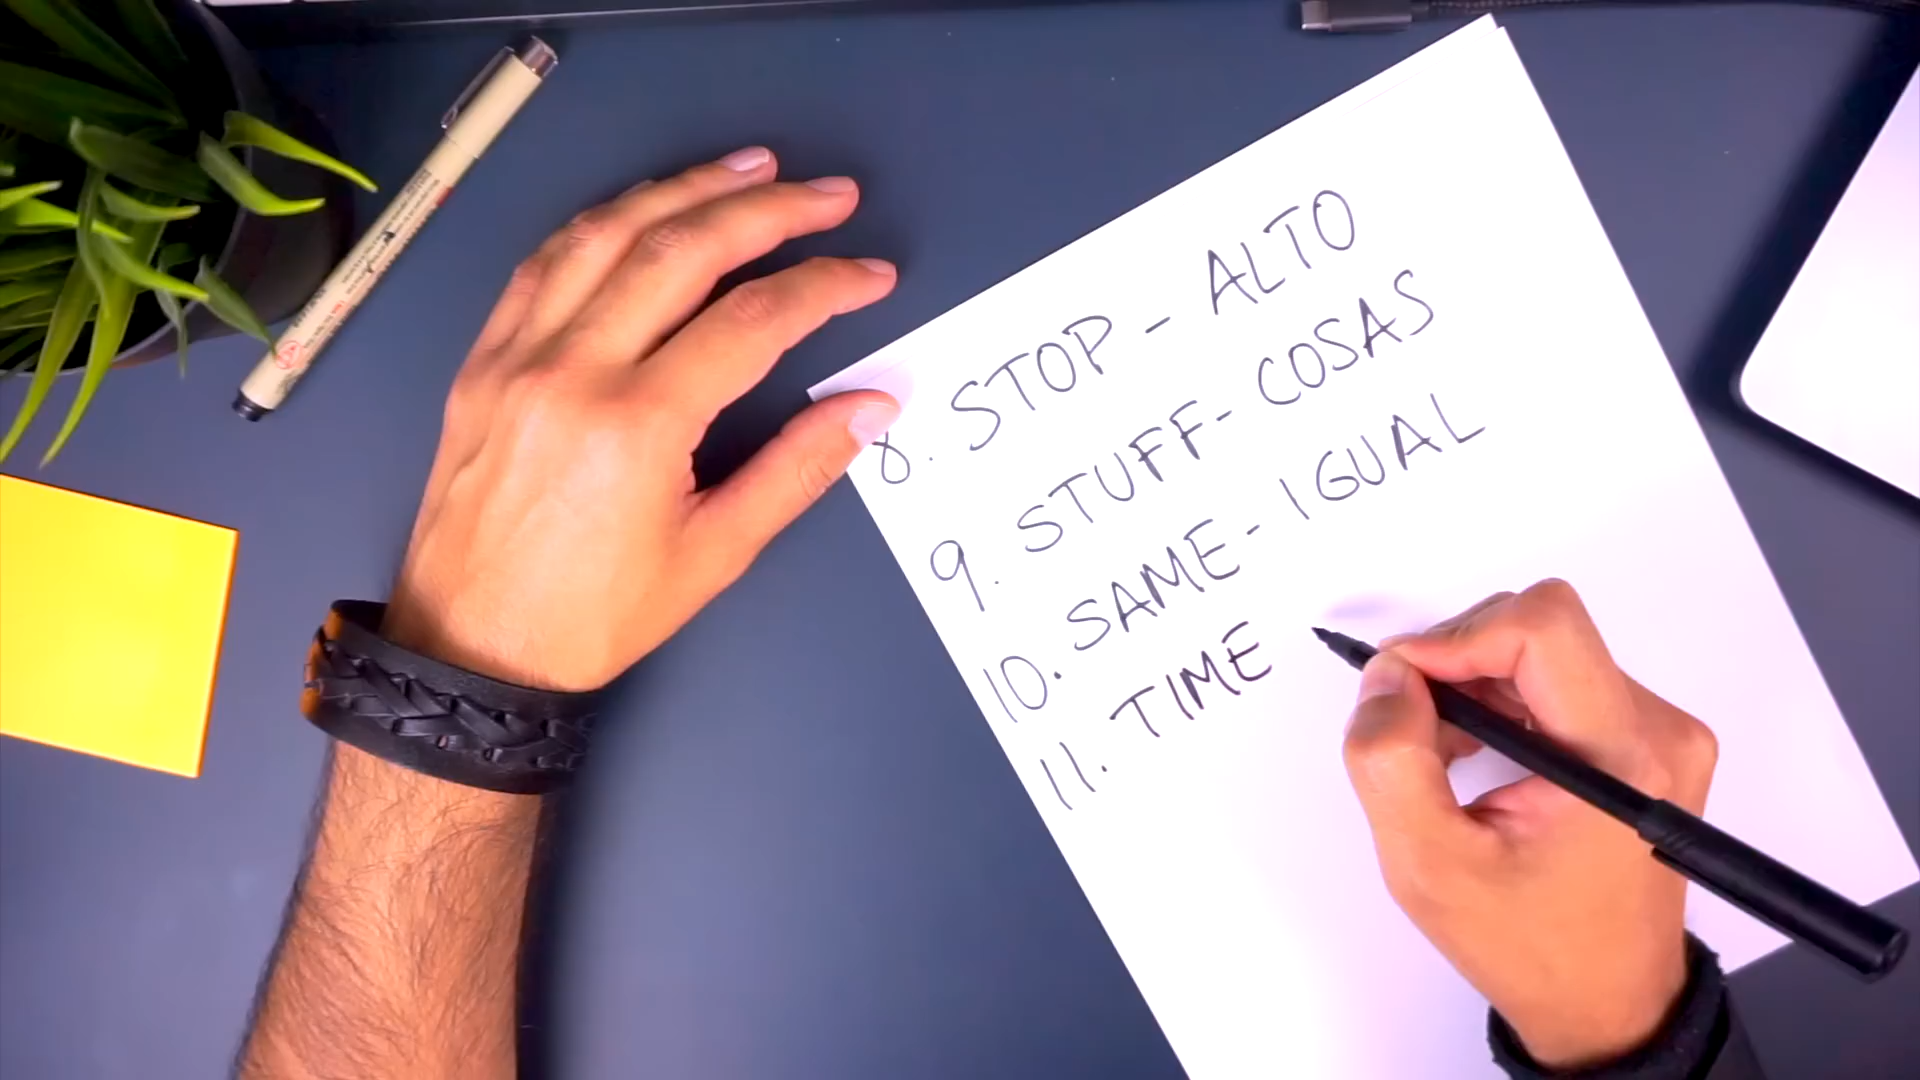 8. STOP - ALTO
9. STUFF - COSAS
10. SAME - IGUAL
11. TIME